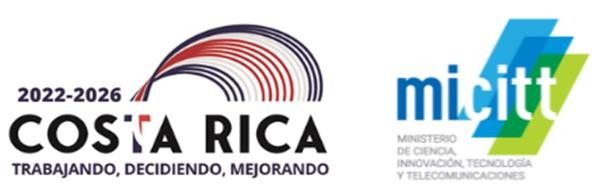 2022-2026
COSTA RICA
TRABAJANDO, DECIDIENDO, MEJORANDO
micitt
MINISTERIO
DE CIENCIA,
INNOVACIÓN, TECNOLOGÍA
Y TELECOMUNICACIONES